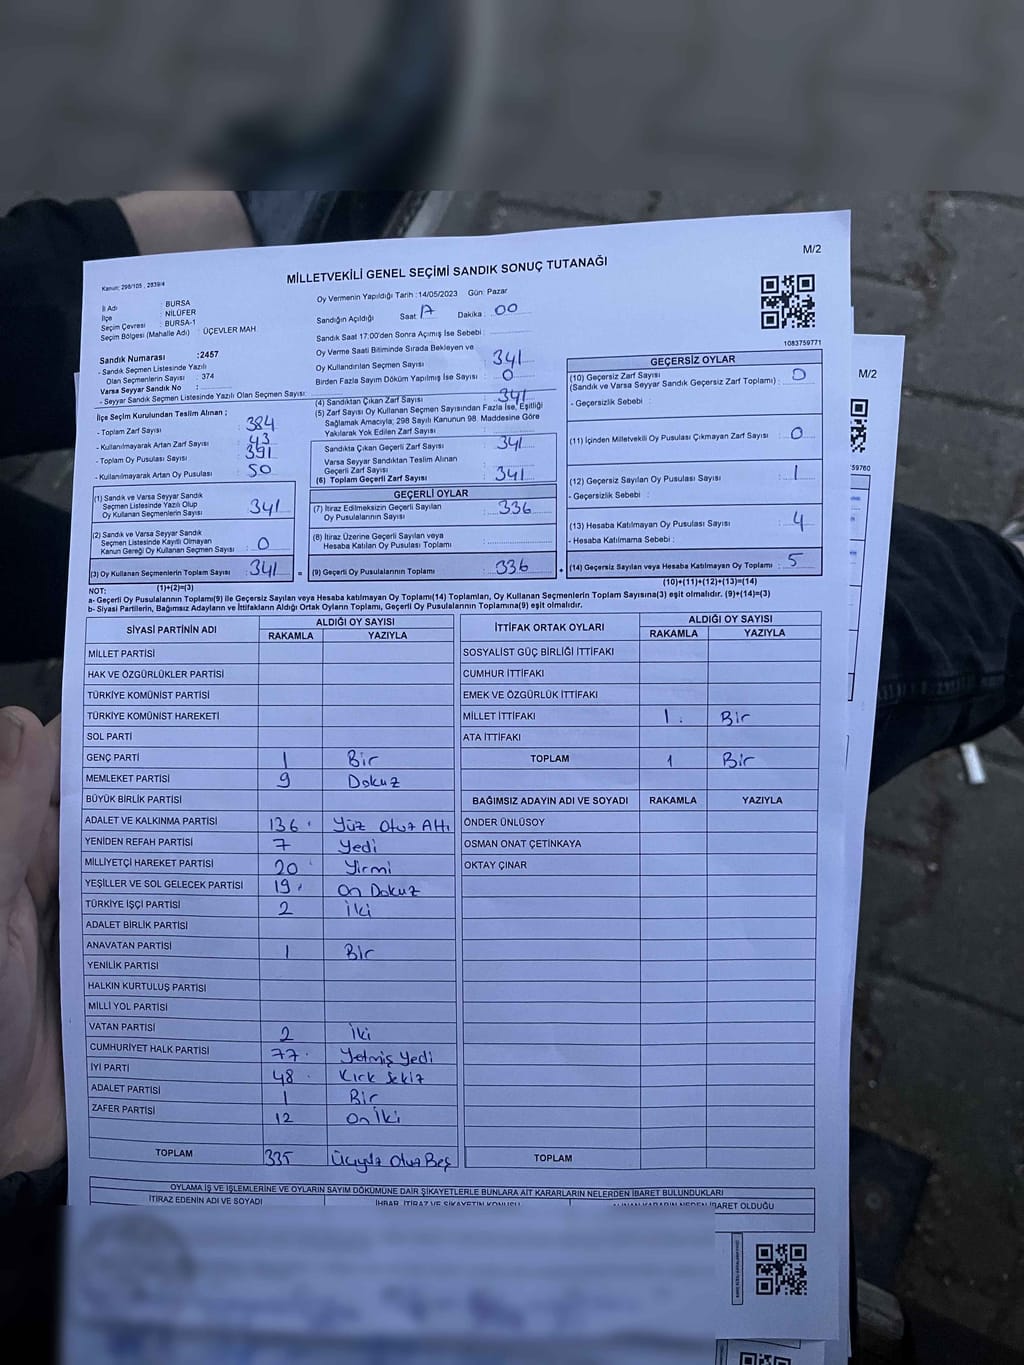 M/2
MİLLETVEKİLİ GENEL SEÇİMİ SANDIK SONUÇ TUTANAĞI
Kanun: 298/105 , 2839/4
İl Adı : BURSA
İlçe : NİLÜFER
Seçim Çevresi : BURSA-1
Seçim Bölgesi (Mahalle Adı) : ÜÇEVLER MAH
Sandık Numarası :2457
- Sandık Seçmen Listesinde Yazılı
Olan Seçmenlerin Sayısı : 374
Varsa Seyyar Sandık No :
- Seyyar Sandık Seçmen Listesinde Yazılı Olan Seçmen Sayısı:
Oy Vermenin Yapıldığı Tarih :14/05/2023 Gün: Pazar
Sandığın Açıldığı Saat : 17 Dakika : 00
Sandık Saat 17:00'den Sonra Açımış İse Sebebi :
Oy Verme Saati Bitiminde Sırada Bekleyen ve
Oy Kullandırılan Seçmen Sayısı : 341
Birden Fazla Sayım Döküm Yapılmış İse Sayısı : 0
1083759771
İlçe Seçim Kurulundan Teslim Alınan ;
- Toplam Zarf Sayısı : 384
- Kullanılmayarak Artan Zarf Sayısı : 43
- Toplam Oy Pusulası Sayısı : 391
- Kullanılmayarak Artan Oy Pusulası : 50
(1) Sandık ve Varsa Seyyar Sandık
Seçmen Listesinde Yazılı Olup
Oy Kullanan Seçmenlerin Sayısı : 341
(2) Sandık ve Varsa Seyyar Sandık
Seçmen Listesinde Kayıtlı Olmayan
Kanun Gereği Oy Kullanan Seçmen Sayısı : 0
(3) Oy Kullanan Seçmenlerin Toplam Sayısı : 341
(4) Sandıktan Çıkan Zarf Sayısı : 341
(5) Zarf Sayısı Oy Kullanan Seçmen Sayısından Fazla İse, Eşitliği
Sağlamak Amacıyla; 298 Sayılı Kanunun 98. Maddesine Göre
Yakılarak Yok Edilen Zarf Sayısı :
Sandıkta Çıkan Geçerli Zarf Sayısı : 341
Varsa Seyyar Sandıktan Teslim Alınan
Geçerli Zarf Sayısı :
(6) Toplam Geçerli Zarf Sayısı : 341
GEÇERLİ OYLAR
(7) İtiraz Edilmeksizin Geçerli Sayılan
Oy Pusulalarının Sayısı : 336
(8) İtiraz Üzerine Geçerli Sayılan veya
Hesaba Katılan Oy Pusulası Toplamı :
= (9) Geçerli Oy Pusulalarının Toplamı : 336
GEÇERSİZ OYLAR
(10) Geçersiz Zarf Sayısı
(Sandık ve Varsa Seyyar Sandık Geçersiz Zarf Toplamı) : 0
- Geçersizlik Sebebi :
(11) İçinden Milletvekili Oy Pusulası Çıkmayan Zarf Sayısı : 0
(12) Geçersiz Sayılan Oy Pusulası Sayısı : 1
- Geçersizlik Sebebi :
(13) Hesaba Katılmayan Oy Pusulası Sayısı : 4
- Hesaba Katılmama Sebebi :
+ (14) Geçersiz Sayılan veya Hesaba Katılmayan Oy Toplamı : 5
(10)+(11)+(12)+(13)=(14)
NOT: (1)+(2)=(3)
a- Geçerli Oy Pusulaları Toplamı(9) ile Geçersiz Sayılan veya Hesaba katılmayan Oy Toplamı(14) Toplamları, Oy Kullanan Seçmenlerin Toplam Sayısına(3) eşit olmalıdır. (9)+(14)=(3)
b- Siyasi Partilerin, Bağımsız Adayların ve İttifakların Aldığı Ortak Oyların Toplamı, Geçerli Oy Pusulalarının Toplamına(9) eşit olmalıdır.
SİYASİ PARTİNİN ADI ALDIĞI OY SAYISI
RAKAMLA YAZIYLA
MİLLET PARTİSİ
HAK VE ÖZGÜRLÜKLER PARTİSİ
TÜRKİYE KOMÜNİST PARTİSİ
TÜRKİYE KOMÜNİST HAREKETİ
SOL PARTİ
GENÇ PARTİ 1 Bir
MEMLEKET PARTİSİ 9 Dokuz
BÜYÜK BİRLİK PARTİSİ
ADALET VE KALKINMA PARTİSİ 136 Yüz Otuz Altı
YENİDEN REFAH PARTİSİ 7 Yedi
MİLLİYETÇİ HAREKET PARTİSİ 20 Yirmi
YEŞİLLER VE SOL GELECEK PARTİSİ 19 On Dokuz
TÜRKİYE İŞÇİ PARTİSİ 2 İki
ADALET BİRLİK PARTİSİ
ANAVATAN PARTİSİ 1 Bir
YENİLİK PARTİSİ
HALKIN KURTULUŞ PARTİSİ
MİLLİ YOL PARTİSİ
VATAN PARTİSİ 2 İki
CUMHURİYET HALK PARTİSİ 77 Yetmiş Yedi
İYİ PARTİ 48 Kırk Sekiz
ADALET PARTİSİ 1 Bir
ZAFER PARTİSİ 12 On İki
TOPLAM 335 Üçyüz Otuz Beş
İTTİFAK ORTAK OYLARI ALDIĞI OY SAYISI
RAKAMLA YAZIYLA
SOSYALİST GÜÇ BİRLİĞİ İTTİFAKI
CUMHUR İTTİFAKI
EMEK VE ÖZGÜRLÜK İTTİFAKI
MİLLET İTTİFAKI 1. Bir
ATA İTTİFAKI
TOPLAM 1 Bir
BAĞIMSIZ ADAYIN ADI VE SOYADI RAKAMLA YAZIYLA
ÖNDER ÜNLÜSOY
OSMAN ONAT ÇETİNKAYA
OKTAY ÇINAR
TOPLAM
OYLAMA İŞ VE İŞLEMLERİNE VE OYLARIN SAYIM DÖKÜMÜNE DAİR ŞİKAYETLERLE BUNLARA AİT KARARLARIN NELERDEN İBARET BULUNDUKLARI
İTİRAZ EDENİN ADI VE SOYADI İHBAR, İTİRAZ VE ŞİKAYETİN KONUSU ALINAN KARARIN NEDEN İBARET OLDUĞU
M/2
59760